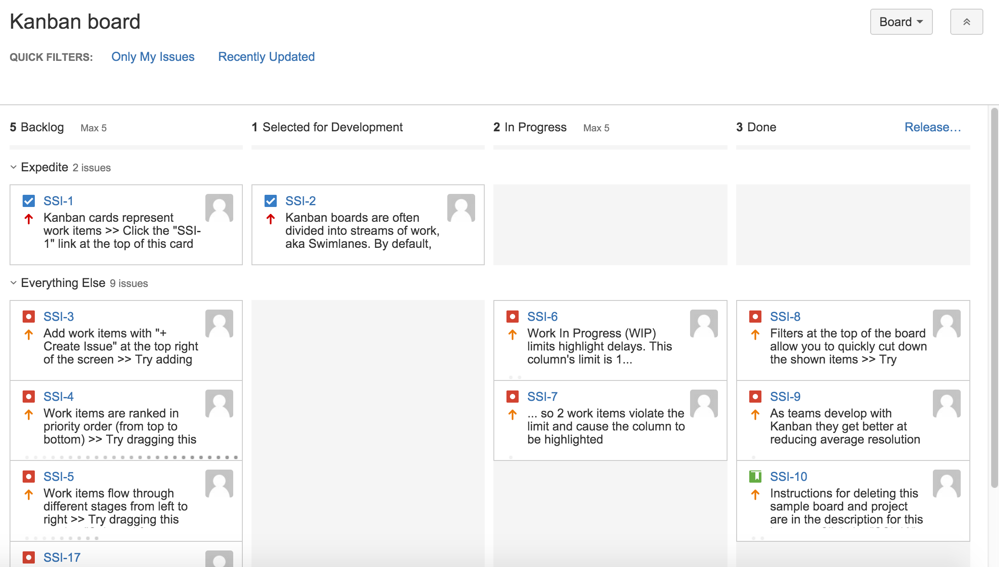 Kanban board
Board
QUICK FILTERS: Only My Issues Recently Updated
5 Backlog Max 5
1 Selected for Development
2 In Progress Max 5
3 Done Release…
Expedite 2 issues
SSI-1
Kanban cards represent
work items >> Click the "SSI-
1" link at the top of this card
SSI-2
Kanban boards are often
divided into streams of work,
aka Swimlanes. By default,
Everything Else 9 issues
SSI-3
Add work items with "+
Create Issue" at the top right
of the screen >> Try adding
SSI-4
Work items are ranked in
priority order (from top to
bottom) >> Try dragging this
SSI-5
Work items flow through
different stages from left to
right >> Try dragging this
SSI-17
SSI-6
Work In Progress (WIP)
limits highlight delays. This
column's limit is 1...
SSI-7
... so 2 work items violate the
limit and cause the column to
be highlighted
SSI-8
Filters at the top of the board
allow you to quickly cut down
the shown items >> Try
SSI-9
As teams develop with
Kanban they get better at
reducing average resolution
SSI-10
Instructions for deleting this
sample board and project
are in the description for this